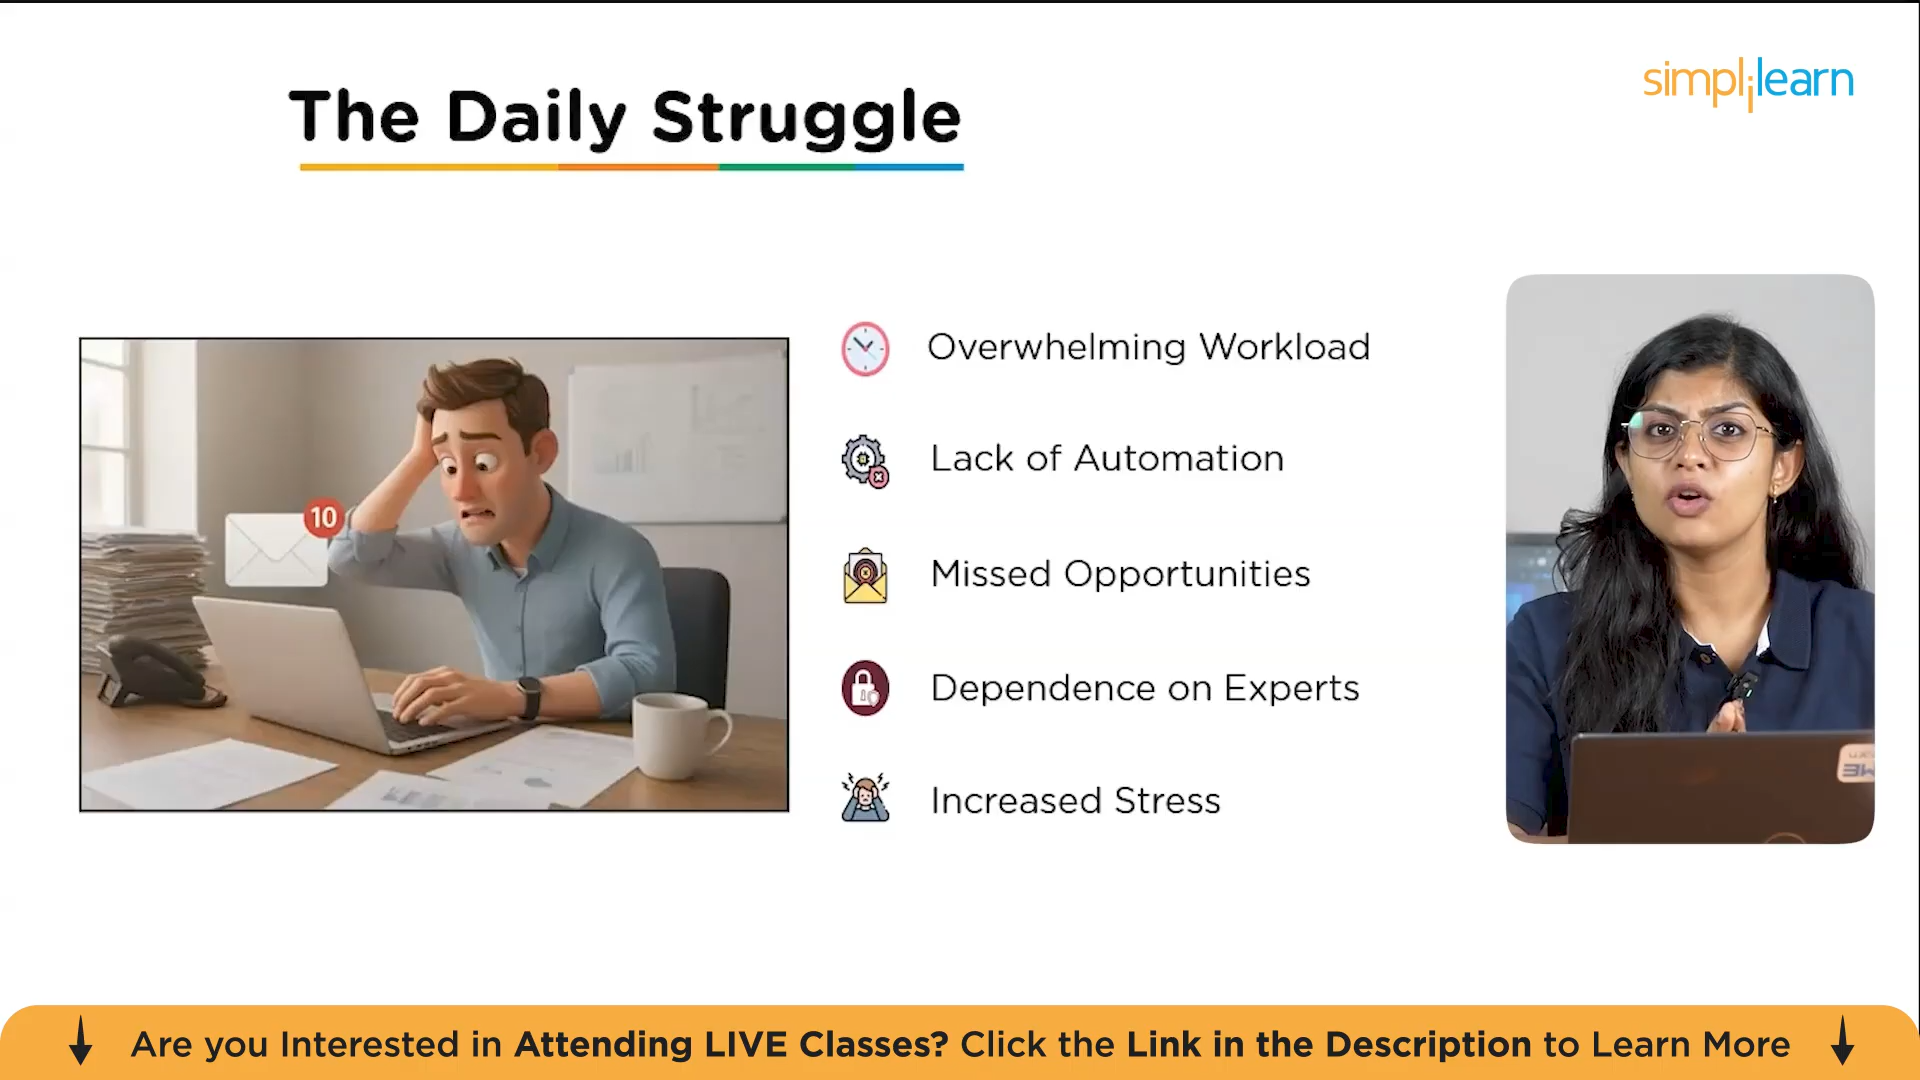 simplilearn
The Daily Struggle
10
Overwhelming Workload
Lack of Automation
Missed Opportunities
Dependence on Experts
Increased Stress
Are you Interested in Attending LIVE Classes? Click the Link in the Description to Learn More